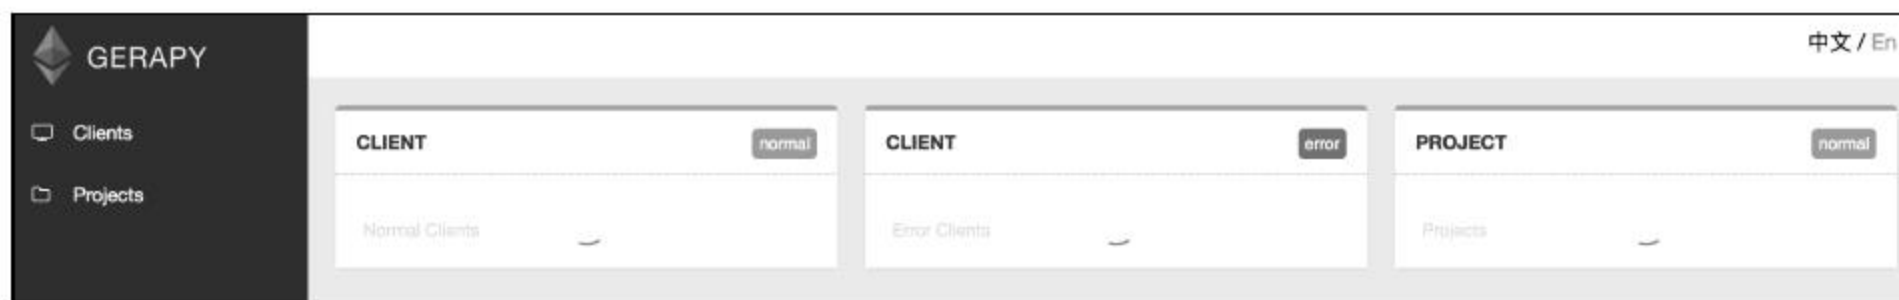 GERAPY
中文 / En
Clients
Projects
CLIENT normal
Normal Clients
CLIENT error
Error Clients
PROJECT normal
Projects